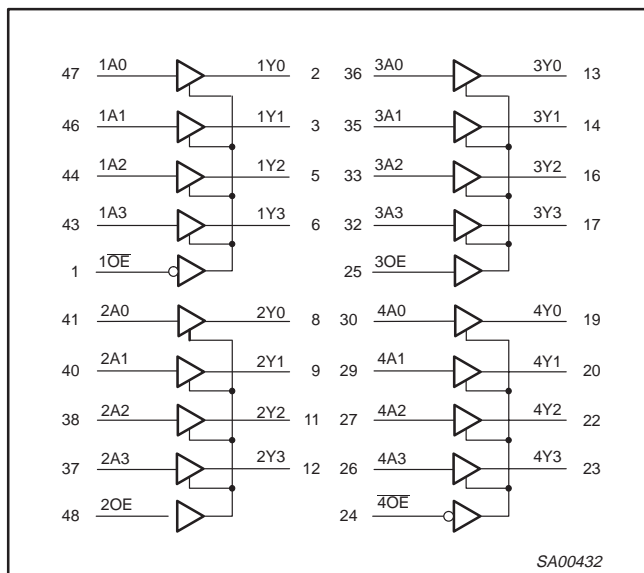 47 1A0 1Y0 2 36 3A0 3Y0 13
46 1A1 1Y1 3 35 3A1 3Y1 14
44 1A2 1Y2 5 33 3A2 3Y2 16
43 1A3 1Y3 6 32 3A3 3Y3 17
1 1O̅E̅ 25 3OE
41 2A0 2Y0 8 30 4A0 4Y0 19
40 2A1 2Y1 9 29 4A1 4Y1 20
38 2A2 2Y2 11 27 4A2 4Y2 22
37 2A3 2Y3 12 26 4A3 4Y3 23
48 2OE 24 4̅O̅E̅
SA00432